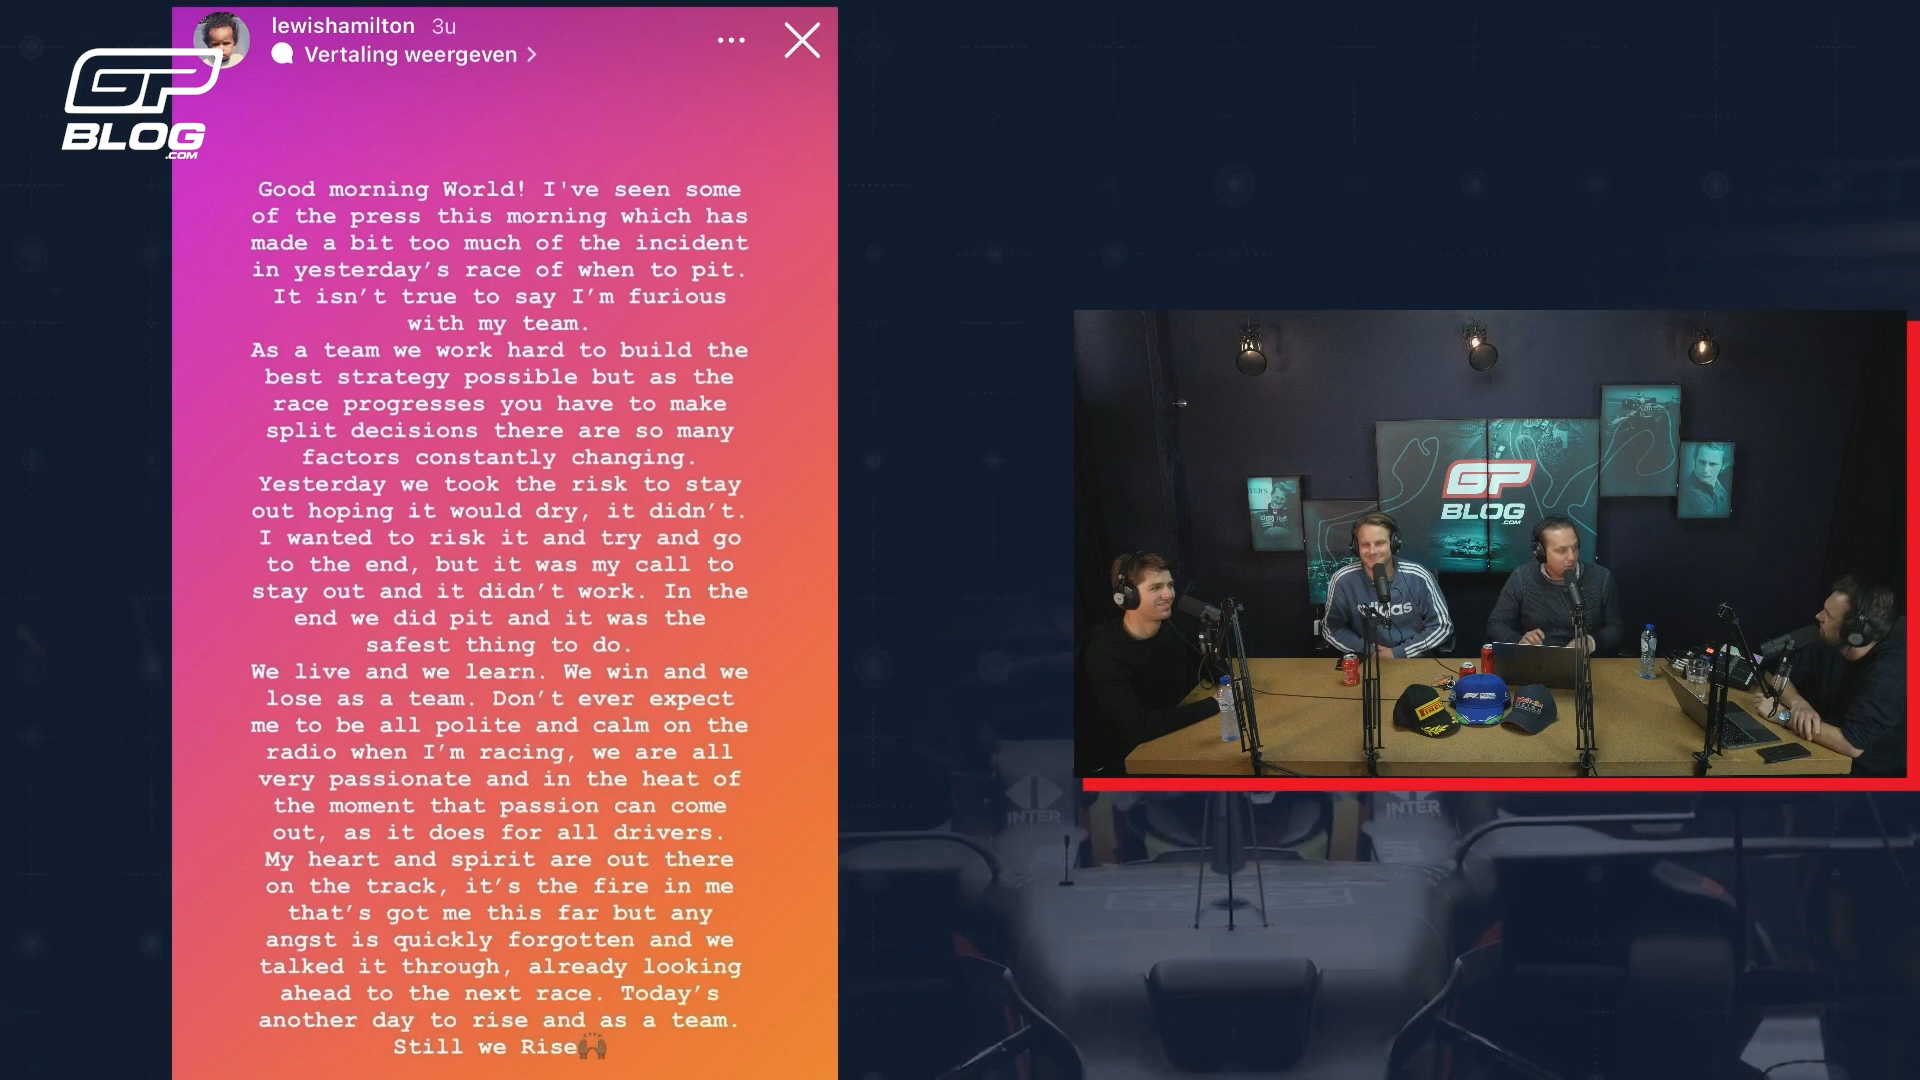 lewishamilton 3u
Vertaling weergeven >
GP
BLOG
.COM
Good morning World! I've seen some
of the press this morning which has
made a bit too much of the incident
in yesterday’s race of when to pit.
It isn’t true to say I’m furious
with my team.
As a team we work hard to build the
best strategy possible but as the
race progresses you have to make
split decisions there are so many
factors constantly changing.
Yesterday we took the risk to stay
out hoping it would dry, it didn’t.
I wanted to risk it and try and go
to the end, but it was my call to
stay out and it didn’t work. In the
end we did pit and it was the
safest thing to do.
We live and we learn. We win and we
lose as a team. Don’t ever expect
me to be all polite and calm on the
radio when I’m racing, we are all
very passionate and in the heat of
the moment that passion can come
out, as it does for all drivers.
My heart and spirit are out there
on the track, it’s the fire in me
that’s got me this far but any
angst is quickly forgotten and we
talked it through, already looking
ahead to the next race. Today’s
another day to rise and as a team.
Still we Rise🙌🏾
GP
BLOG
.COM
adidas
PIRELLI
INTER
INTER